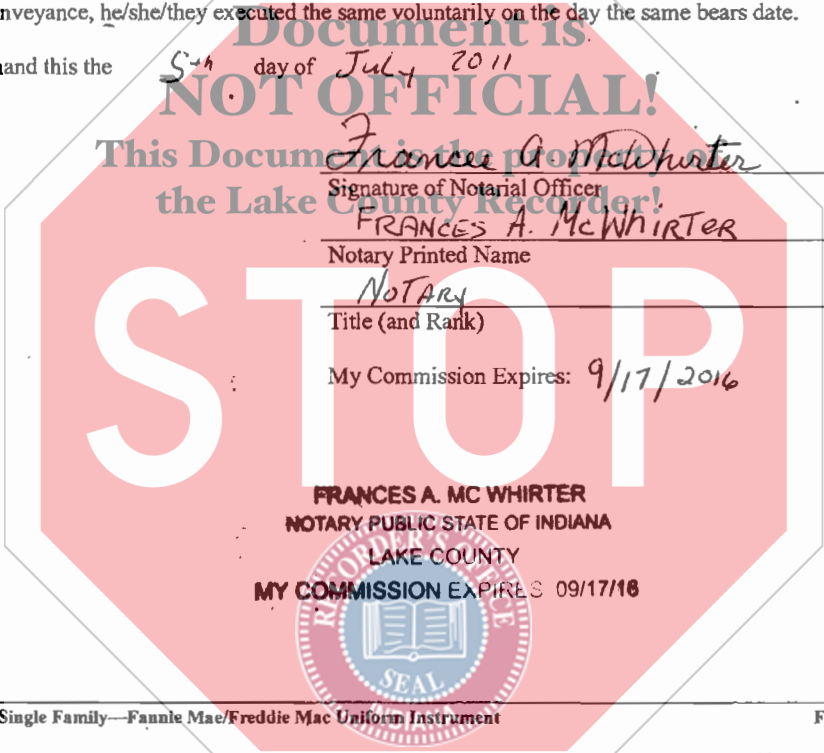 nveyance, he/she/they executed the same voluntarily on the day the same bears date.
Document is
and this the 5th day of July 2011
NOT OFFICIAL!
This Document is the property of
Frances A. McWhirter
Signature of Notarial Officer
the Lake County Recorder!
FRANCES A. McWhIRTER
Notary Printed Name
NOTARY
Title (and Rank)
STOP
My Commission Expires: 9/17/2016
FRANCES A. MC WHIRTER
NOTARY PUBLIC STATE OF INDIANA
LAKE COUNTY
MY COMMISSION EXPIRES 09/17/16
RECORDER'S OFFICE
SEAL
INDIANA
Single Family—Fannie Mae/Freddie Mac Uniform Instrument
F